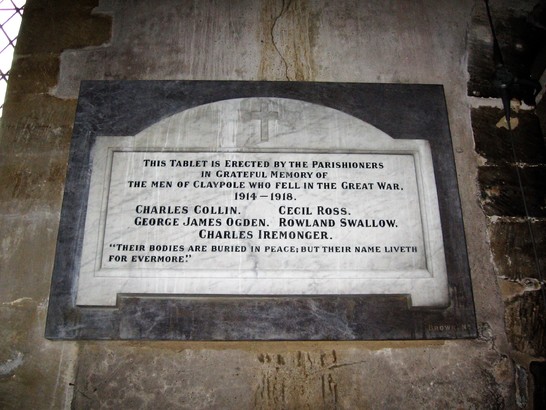 THIS TABLET IS ERECTED BY THE PARISHIONERS
IN GRATEFUL MEMORY OF
THE MEN OF CLAYPOLE WHO FELL IN THE GREAT WAR,
1914–1918.
CHARLES COLLIN. CECIL ROSS.
GEORGE JAMES OGDEN. ROWLAND SWALLOW.
CHARLES IREMONGER.
"THEIR BODIES ARE BURIED IN PEACE; BUT THEIR NAME LIVETH
FOR EVERMORE."